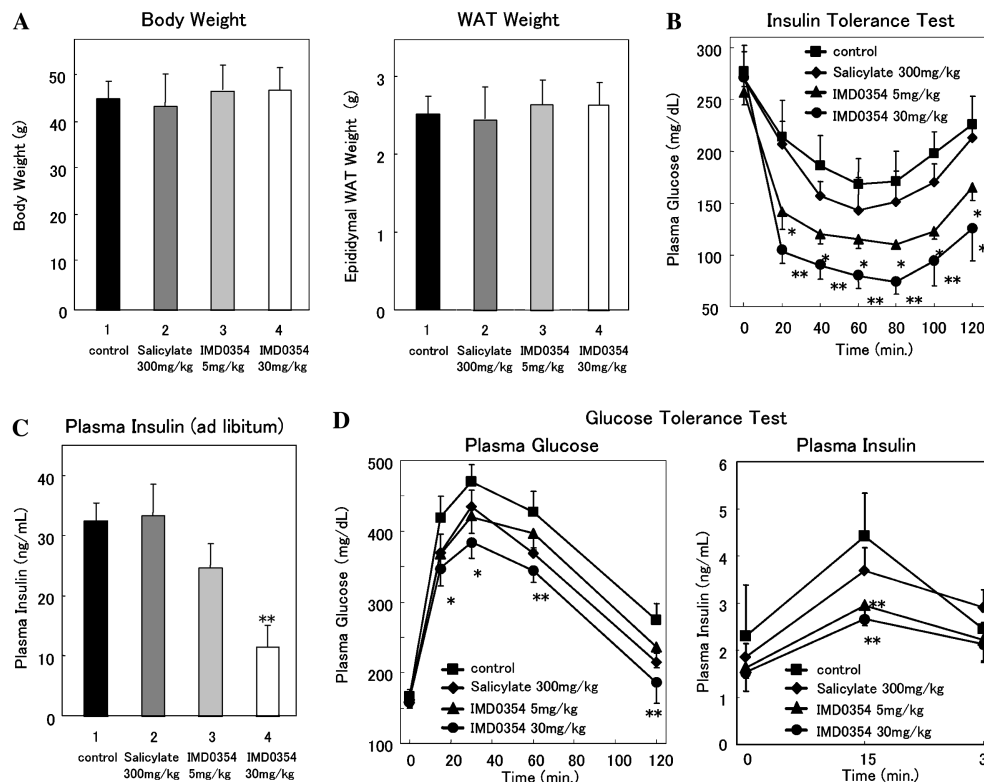 A
Body Weight
Body Weight (g)
50
40
30
20
10
0
1 2 3 4
control Salicylate IMD0354 IMD0354
300mg/kg 5mg/kg 30mg/kg
WAT Weight
Epididymal WAT Weight (g)
3
2
1
0
1 2 3 4
control Salicylate IMD0354 IMD0354
300mg/kg 5mg/kg 30mg/kg
B
Insulin Tolerance Test
Plasma Glucose (mg/dL)
300
250
200
150
100
50
control
Salicylate 300mg/kg
IMD0354 5mg/kg
IMD0354 30mg/kg
* * * * * *
** ** ** ** ** *
0 20 40 60 80 100 120
Time (min.)
C
Plasma Insulin (ad libitum)
Plasma Insulin (ng/mL)
40
30
20
10
0
**
1 2 3 4
control Salicylate IMD0354 IMD0354
300mg/kg 5mg/kg 30mg/kg
D
Glucose Tolerance Test
Plasma Glucose
Plasma Glucose (mg/dL)
500
400
300
200
100
* * ** **
control
Salicylate 300mg/kg
IMD0354 5mg/kg
IMD0354 30mg/kg
0 20 40 60 80 100 120
Time (min.)
Plasma Insulin
Plasma Insulin (ng/mL)
6
5
4
3
2
1
0
**
**
control
Salicylate 300mg/kg
IMD0354 5mg/kg
IMD0354 30mg/kg
0 15 3
Time (min.)